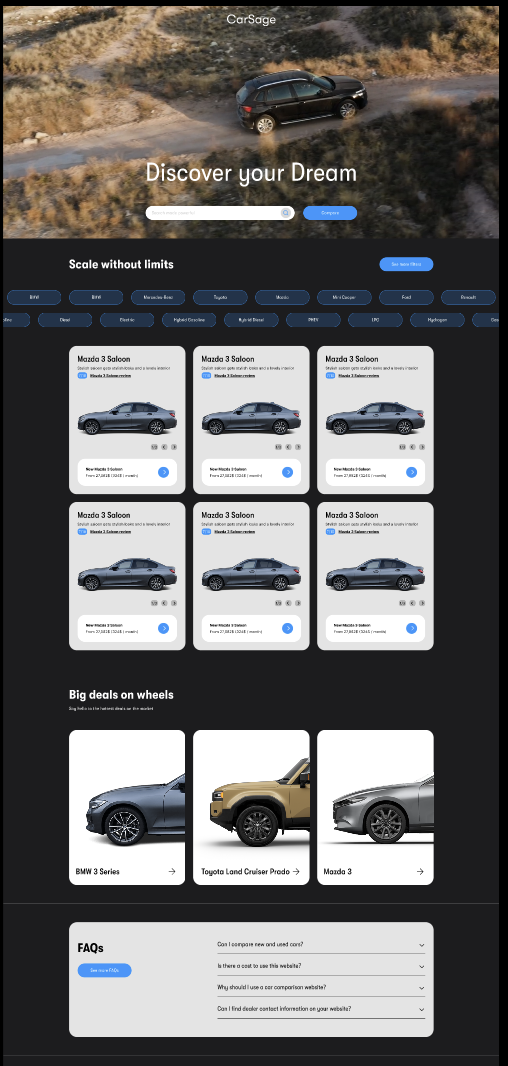 CarSage
Discover your Dream
Compare
Scale without limits
See more filters
BMW
BMW
Mercedes-Benz
Toyota
Mazda
Mini Cooper
Ford
Renault
Diesel
Electric
Hybrid Gasoline
Hybrid Diesel
PHEV
LPG
Hydrogen
Mazda 3 Saloon
Stylish saloon gets stylish looks and a lovely interior
Mazda 3 Saloon review
New Mazda 3 Saloon
From 27,082€ (324€ / month)
Mazda 3 Saloon
Stylish saloon gets stylish looks and a lovely interior
Mazda 3 Saloon review
New Mazda 3 Saloon
From 27,082€ (324€ / month)
Mazda 3 Saloon
Stylish saloon gets stylish looks and a lovely interior
Mazda 3 Saloon review
New Mazda 3 Saloon
From 27,082€ (324€ / month)
Mazda 3 Saloon
Stylish saloon gets stylish looks and a lovely interior
Mazda 3 Saloon review
New Mazda 3 Saloon
From 27,082€ (324€ / month)
Mazda 3 Saloon
Stylish saloon gets stylish looks and a lovely interior
Mazda 3 Saloon review
New Mazda 3 Saloon
From 27,082€ (324€ / month)
Mazda 3 Saloon
Stylish saloon gets stylish looks and a lovely interior
Mazda 3 Saloon review
New Mazda 3 Saloon
From 27,082€ (324€ / month)
Big deals on wheels
Say hello to the hottest deals on the market
BMW 3 Series
Toyota Land Cruiser Prado
Mazda 3
FAQs
See more FAQs
Can I compare new and used cars?
Is there a cost to use this website?
Why should I use a car comparison website?
Can I find dealer contact information on your website?